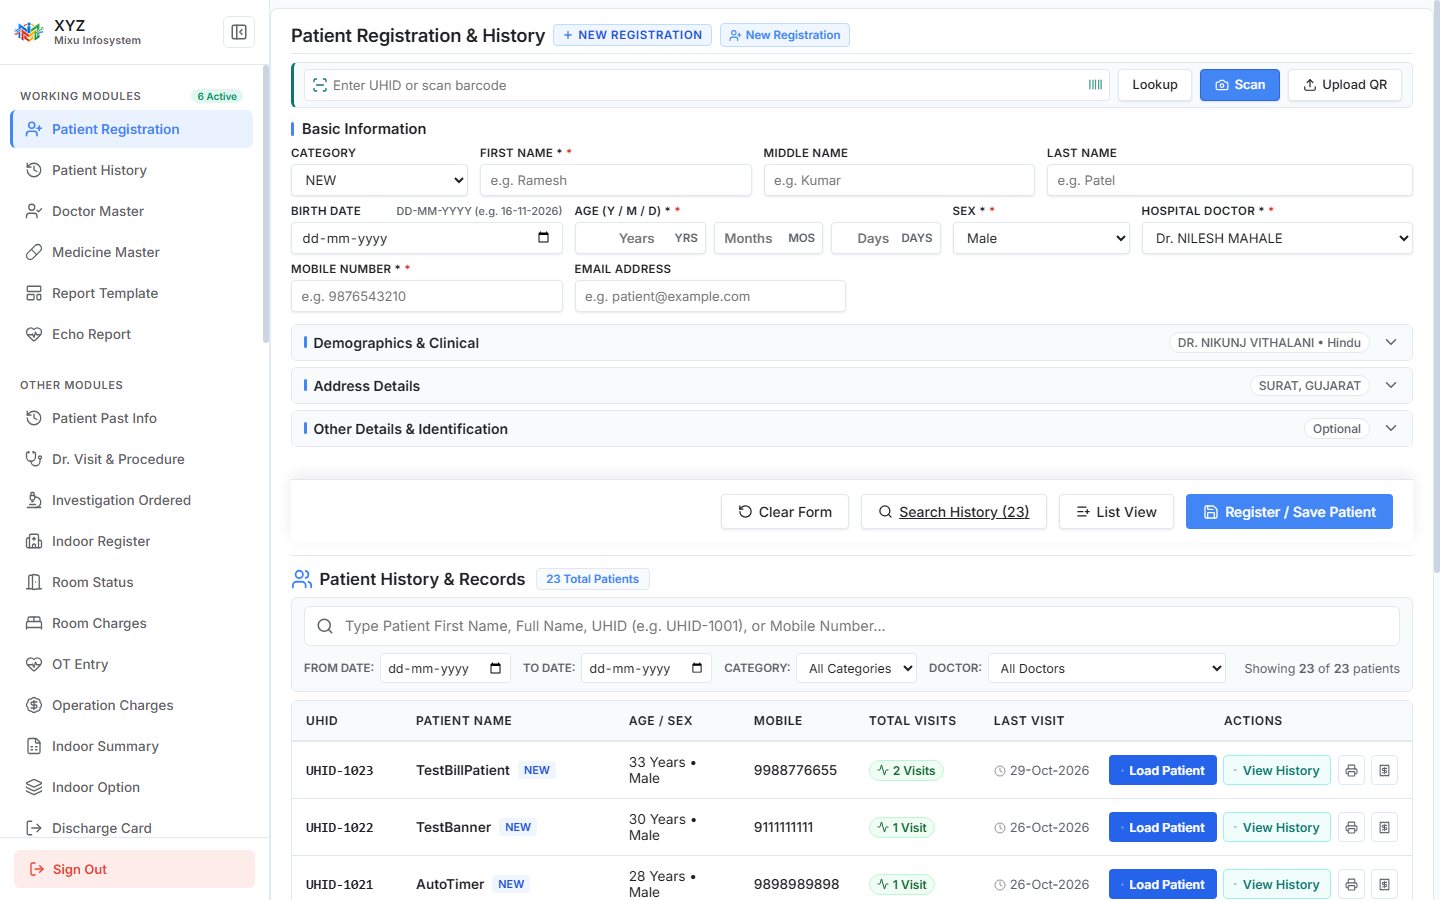 XYZ
Mixu Infosystem
WORKING MODULES
6 Active
Patient Registration
Patient History
Doctor Master
Medicine Master
Report Template
Echo Report
OTHER MODULES
Patient Past Info
Dr. Visit & Procedure
Investigation Ordered
Indoor Register
Room Status
Room Charges
OT Entry
Operation Charges
Indoor Summary
Indoor Option
Discharge Card
Sign Out
Patient Registration & History
+ NEW REGISTRATION
New Registration
Enter UHID or scan barcode
Lookup
Scan
Upload QR
Basic Information
CATEGORY
FIRST NAME * *
MIDDLE NAME
LAST NAME
NEW
e.g. Ramesh
e.g. Kumar
e.g. Patel
BIRTH DATE
DD-MM-YYYY (e.g. 16-11-2026)
AGE (Y / M / D) * *
SEX * *
HOSPITAL DOCTOR * *
dd-mm-yyyy
Years YRS
Months MOS
Days DAYS
Male
Dr. NILESH MAHALE
MOBILE NUMBER * *
EMAIL ADDRESS
e.g. 9876543210
e.g. patient@example.com
Demographics & Clinical
DR. NIKUNJ VITHALANI • Hindu
Address Details
SURAT, GUJARAT
Other Details & Identification
Optional
Clear Form
Search History (23)
List View
Register / Save Patient
Patient History & Records
23 Total Patients
Type Patient First Name, Full Name, UHID (e.g. UHID-1001), or Mobile Number...
FROM DATE: dd-mm-yyyy
TO DATE: dd-mm-yyyy
CATEGORY: All Categories
DOCTOR: All Doctors
Showing 23 of 23 patients
UHID PATIENT NAME AGE / SEX MOBILE TOTAL VISITS LAST VISIT ACTIONS
UHID-1023 TestBillPatient NEW 33 Years • Male 9988776655 2 Visits 29-Oct-2026 Load Patient View History
UHID-1022 TestBanner NEW 30 Years • Male 9111111111 1 Visit 26-Oct-2026 Load Patient View History
UHID-1021 AutoTimer NEW 28 Years • Male 9898989898 1 Visit 26-Oct-2026 Load Patient View History